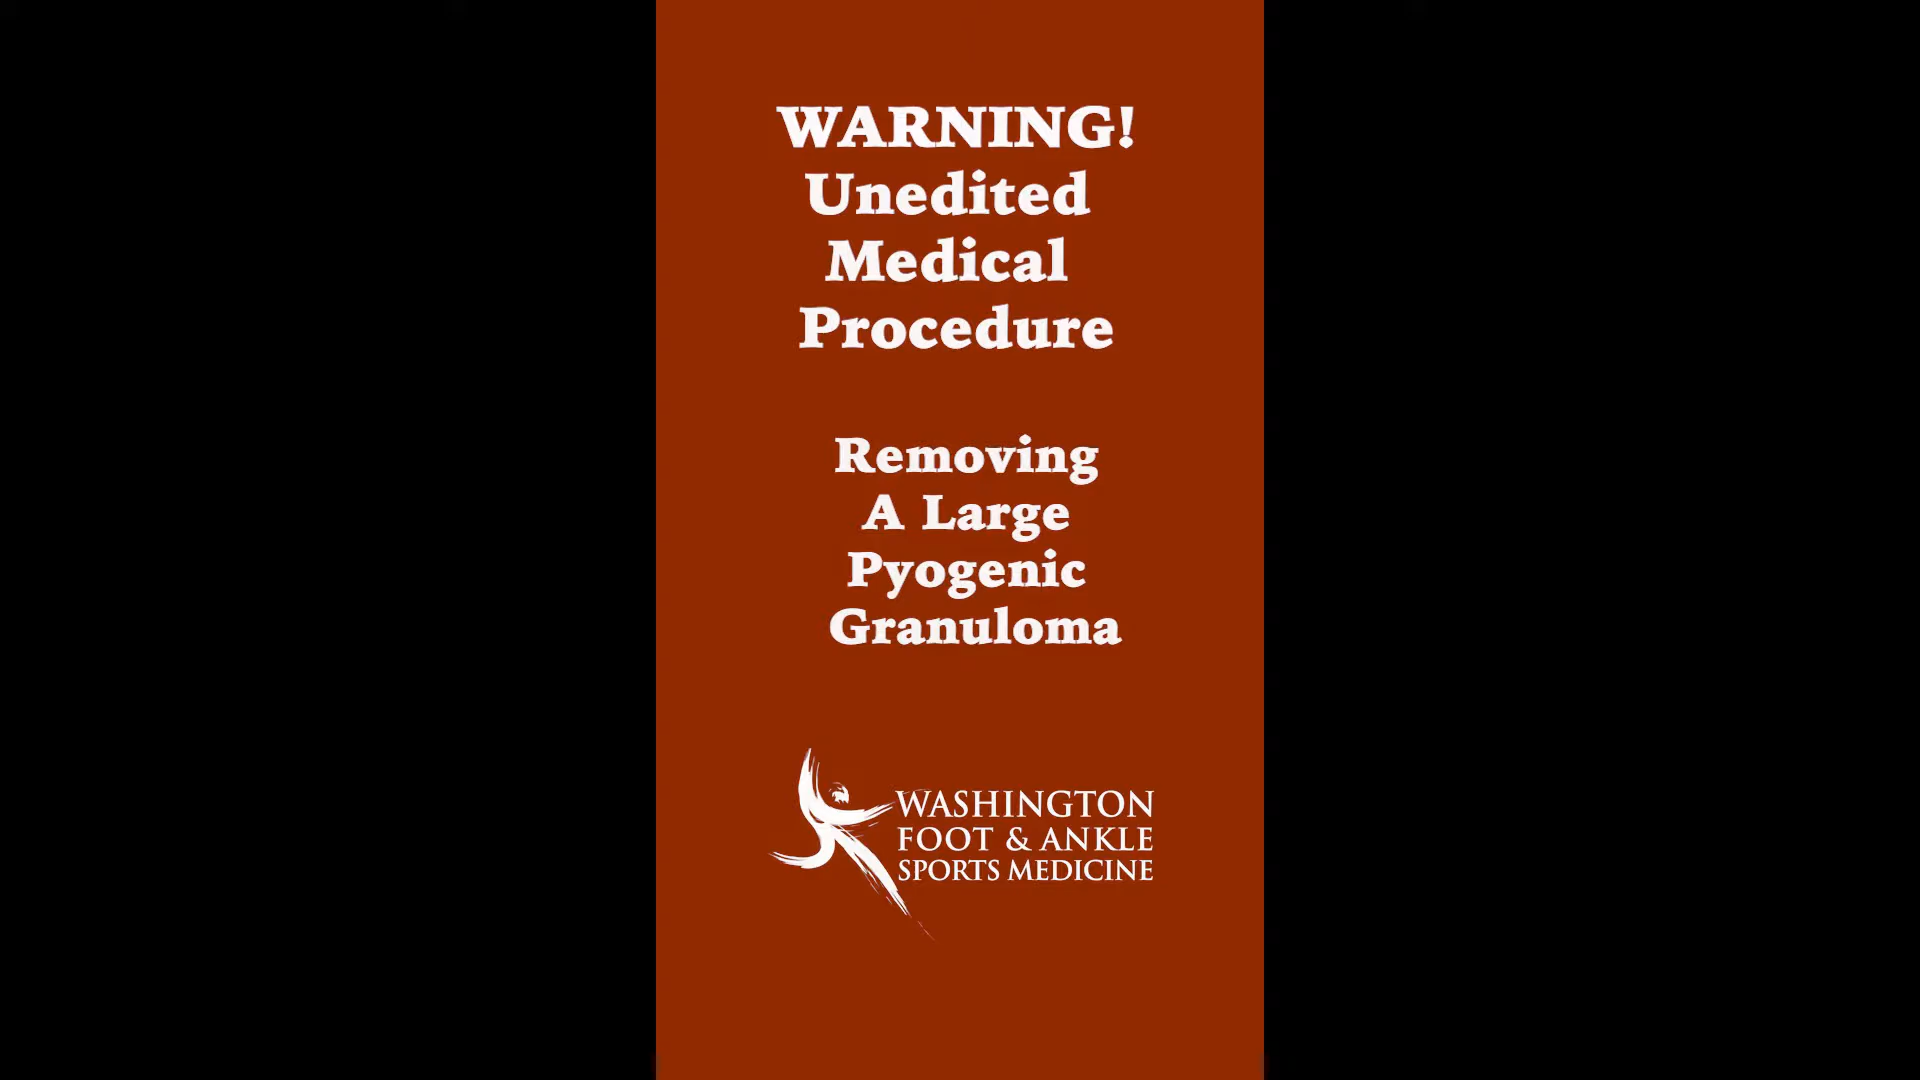 WARNING!
Unedited
Medical
Procedure
Removing
A Large
Pyogenic
Granuloma
WASHINGTON
FOOT & ANKLE
SPORTS MEDICINE